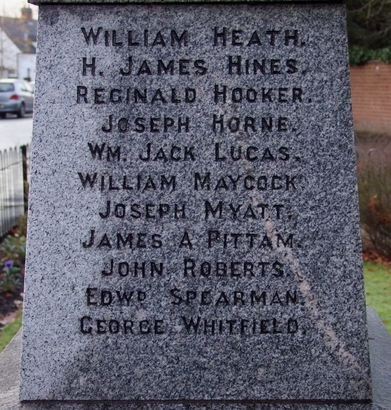 WILLIAM HEATH.
H. JAMES HINES.
REGINALD HOOKER.
JOSEPH HORNE.
WM. JACK LUCAS.
WILLIAM MAYCOCK
JOSEPH MYATT.
JAMES A PITTAM.
JOHN ROBERTS.
EDWD SPEARMAN.
GEORGE WHITFIELD.